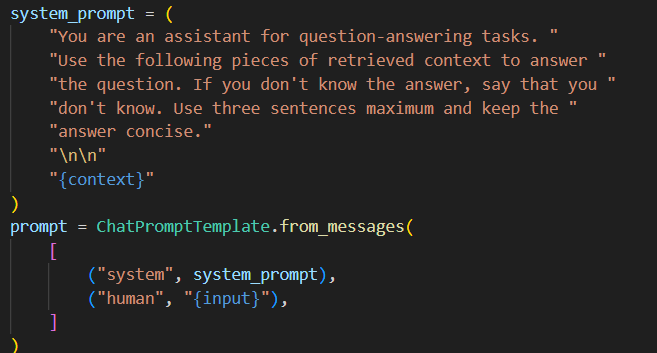 system_prompt = (
    "You are an assistant for question-answering tasks. "
    "Use the following pieces of retrieved context to answer "
    "the question. If you don't know the answer, say that you "
    "don't know. Use three sentences maximum and keep the "
    "answer concise."
    "\n\n"
    "{context}"
)
prompt = ChatPromptTemplate.from_messages(
    [
        ("system", system_prompt),
        ("human", "{input}"),
    ]
)